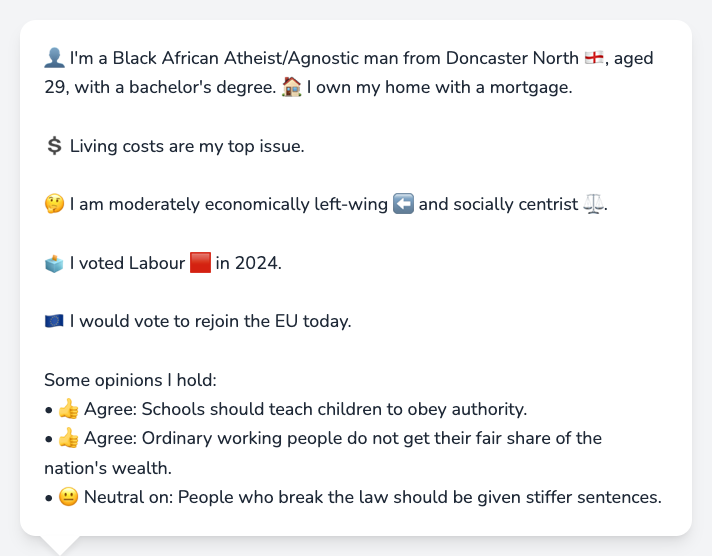 👤 I'm a Black African Atheist/Agnostic man from Doncaster North 🏴󠁧󠁢󠁥󠁮󠁧󠁿, aged
29, with a bachelor's degree. 🏠 I own my home with a mortgage.
💲 Living costs are my top issue.
🤔 I am moderately economically left-wing ⬅️ and socially centrist ⚖️.
🗳️ I voted Labour 🟥 in 2024.
🇪🇺 I would vote to rejoin the EU today.
Some opinions I hold:
• 👍 Agree: Schools should teach children to obey authority.
• 👍 Agree: Ordinary working people do not get their fair share of the
nation's wealth.
• 😐 Neutral on: People who break the law should be given stiffer sentences.